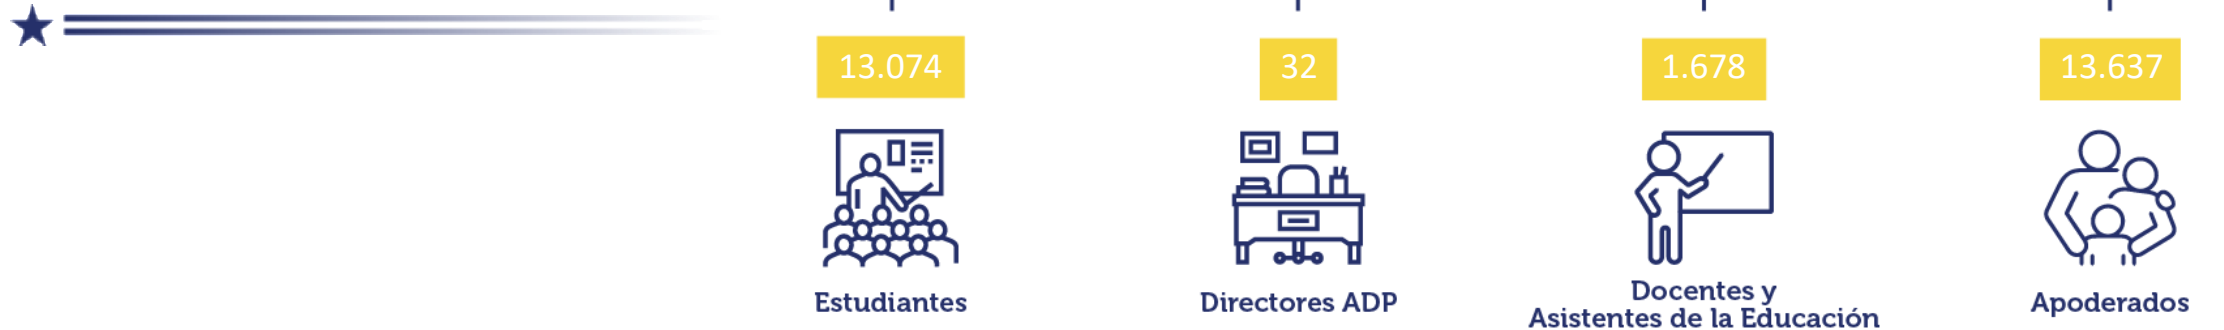 13.074
32
1.678
13.637
Estudiantes
Directores ADP
Docentes y
Asistentes de la Educación
Apoderados